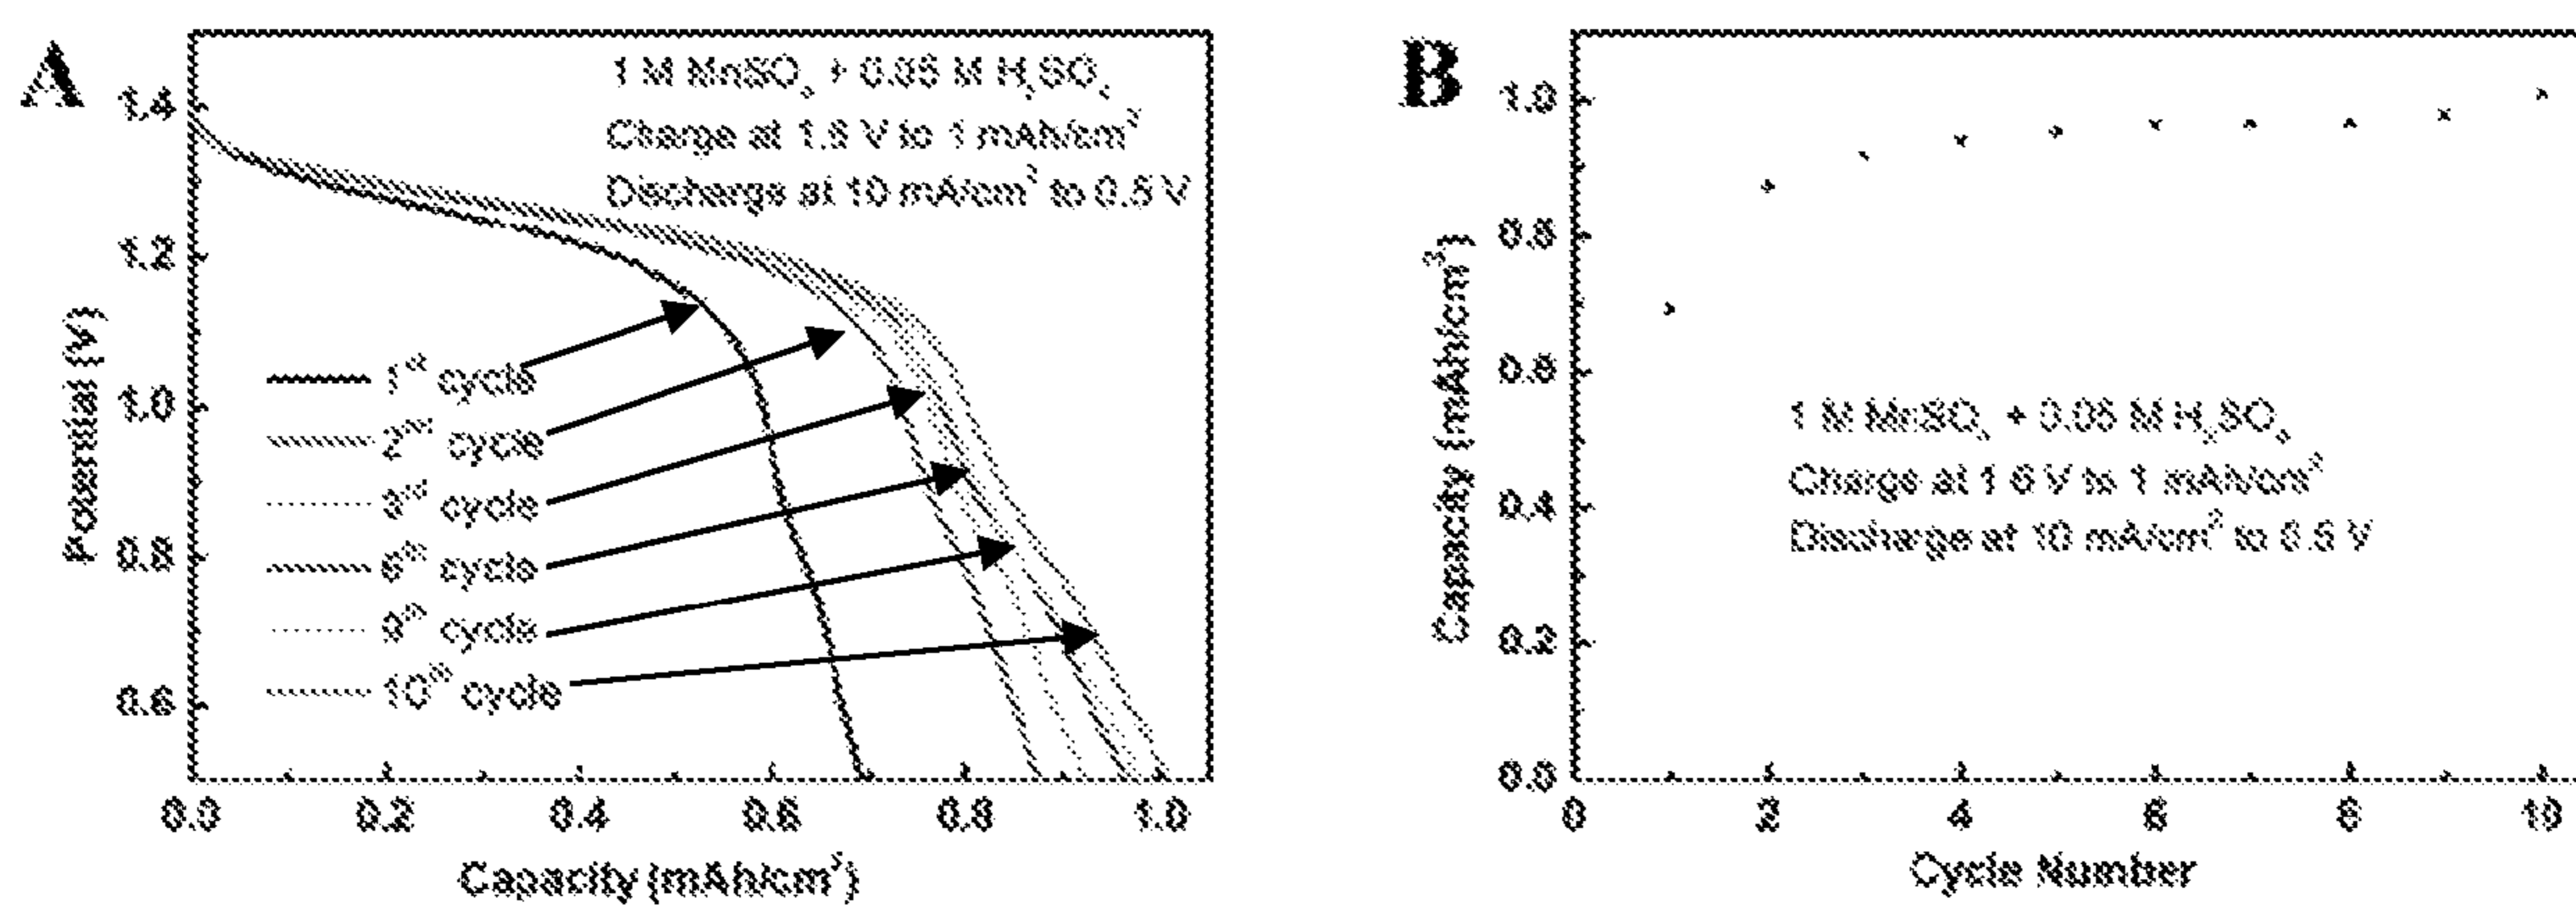 A
1 M MnSO₄ + 0.05 M H₂SO₄
Charge at 1.6 V to 1 mAh/cm²
Discharge at 10 mA/cm² to 0.5 V
1.4
1.2
1.0
0.8
0.6
Potential (V)
1st cycle
2nd cycle
3rd cycle
6th cycle
9th cycle
10th cycle
0.0 0.2 0.4 0.6 0.8 1.0
Capacity (mAh/cm²)
B
1.0
0.8
0.6
0.4
0.2
0.0
Capacity (mAh/cm²)
1 M MnSO₄ + 0.05 M H₂SO₄
Charge at 1.6 V to 1 mAh/cm²
Discharge at 10 mA/cm² to 0.5 V
0 2 4 6 8 10
Cycle Number